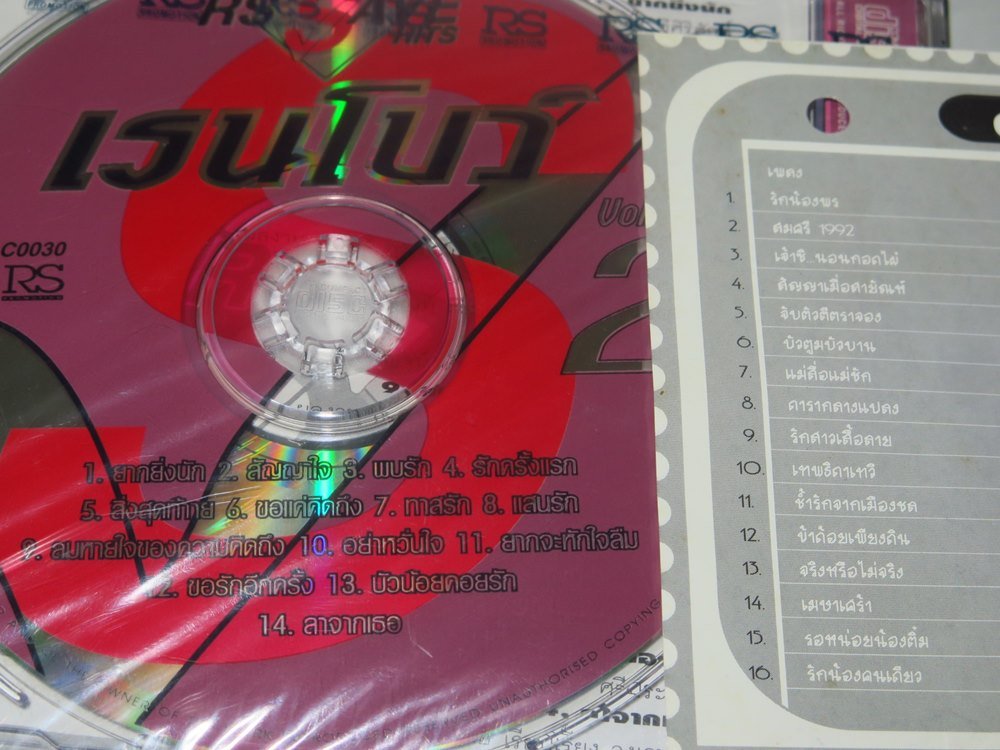 RS
HITS
RS
เรนโบว์
Vol
2
C0030
RS
1. ยากยิ่งนัก 2. สัญญาใจ 3. พบรัก 4. รักครั้งแรก
5. สิ่งสุดท้าย 6. ขอแค่คิดถึง 7. ทาสรัก 8. แสนรัก
9. ลมหายใจของความคิดถึง 10. อย่าหวั่นใจ 11. ยากจะหักใจลืม
12. ขอรักอีกครั้ง 13. บัวน้อยคอยรัก
14. ลาจากเธอ
UNAUTHORISED COPYING
เพลง
1. รักน้องพร
2. สมศรี 1992
3. เจ้าชู้...นอนกอดไผ่
4. สัญญาเมื่อสายัณห์
5. จับตัวตีตราจอง
6. บัวตูมบัวบาน
7. แม่สื่อแม่ชัก
8. ดารากลางแปลง
9. รักสาวเสื้อลาย
10. เทพธิดาเทวี
11. ช้ำรักจากเมืองชล
12. ข้าด้อยเพียงดิน
13. จริงหรือไม่จริง
14. เมษาเศร้า
15. รอหน่อยน้องติ๋ม
16. รักน้องคนเดียว